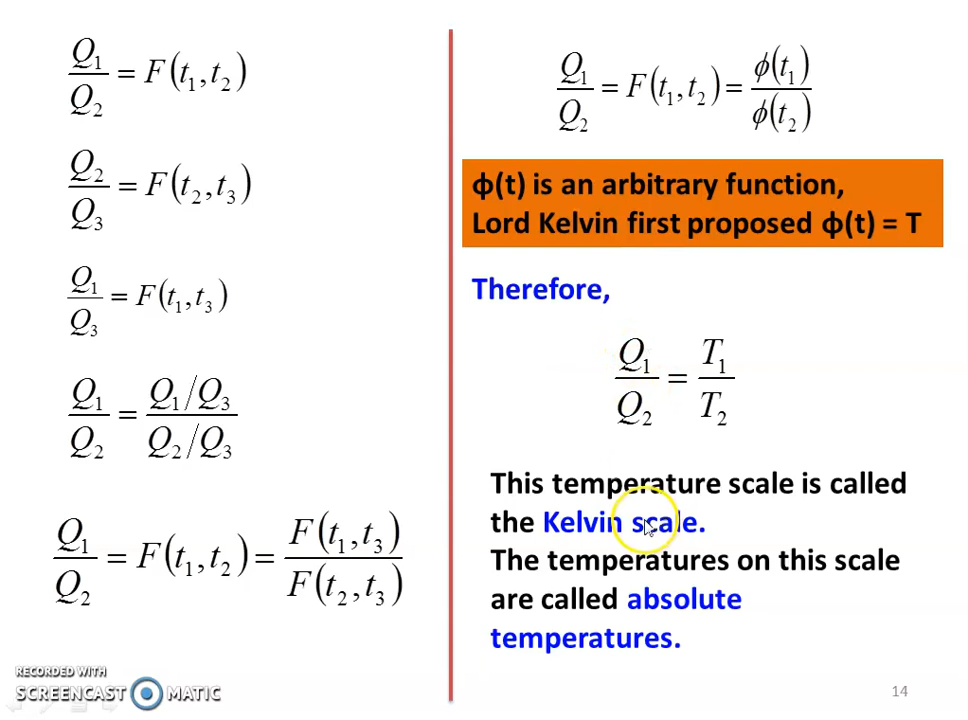 Q₁/Q₂ = F(t₁, t₂)
Q₂/Q₃ = F(t₂, t₃)
Q₁/Q₃ = F(t₁, t₃)
Q₁/Q₂ = (Q₁/Q₃)/(Q₂/Q₃)
Q₁/Q₂ = F(t₁, t₂) = F(t₁, t₃)/F(t₂, t₃)
Q₁/Q₂ = F(t₁, t₂) = ϕ(t₁)/ϕ(t₂)
ϕ(t) is an arbitrary function,
Lord Kelvin first proposed ϕ(t) = T
Therefore,
Q₁/Q₂ = T₁/T₂
This temperature scale is called
the Kelvin scale.
The temperatures on this scale
are called absolute
temperatures.
RECORDED WITH
SCREENCAST MATIC
14